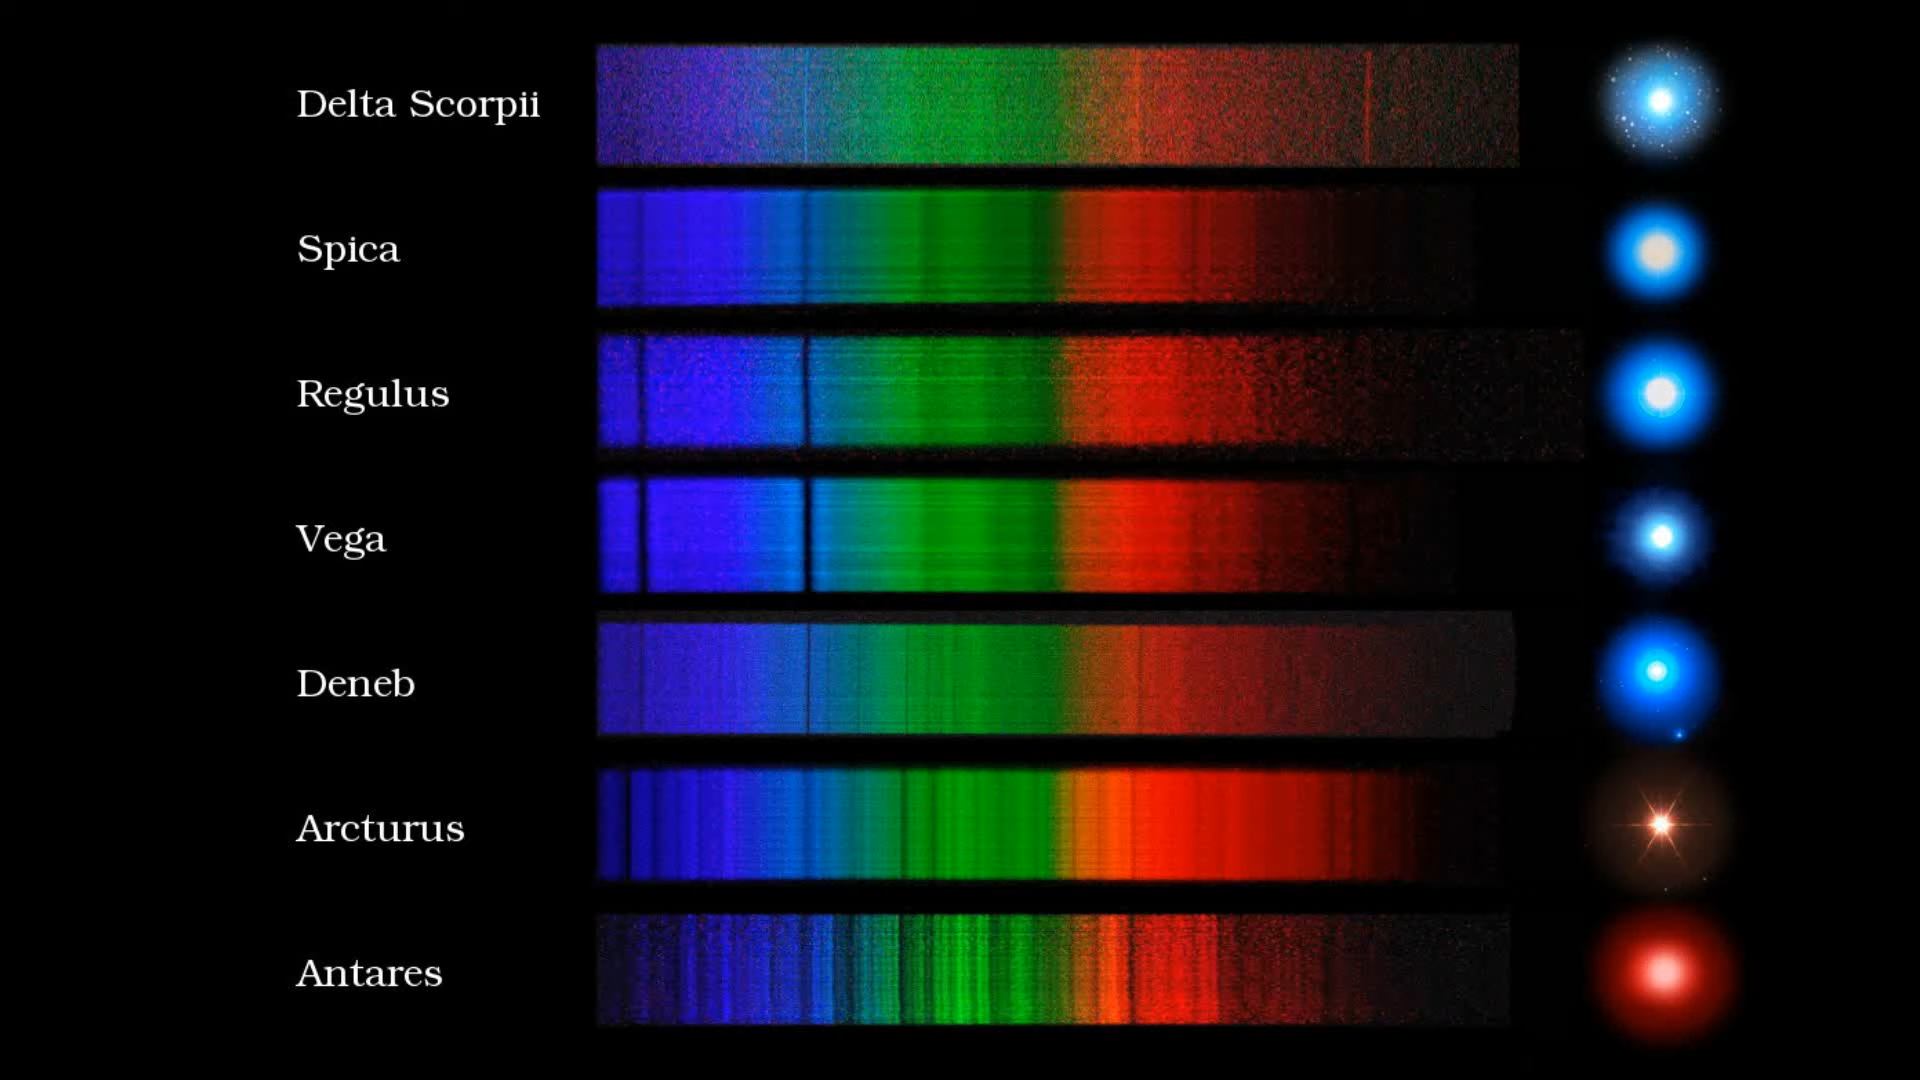 Delta Scorpii
Spica
Regulus
Vega
Deneb
Arcturus
Antares